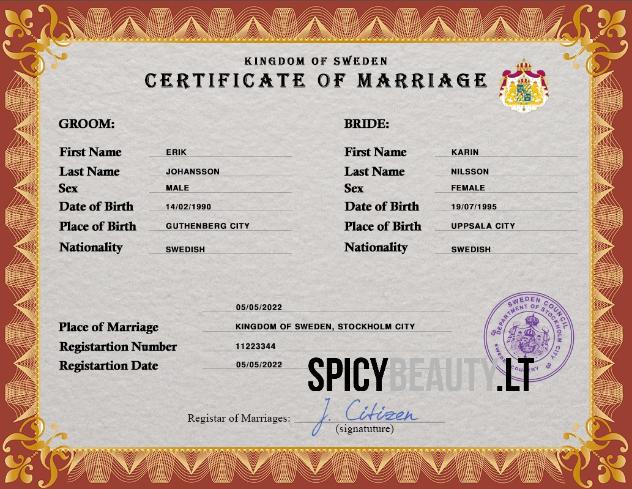 KINGDOM OF SWEDEN
CERTIFICATE OF MARRIAGE
GROOM:
First Name ERIK
Last Name JOHANSSON
Sex MALE
Date of Birth 14/02/1990
Place of Birth GUTHENBERG CITY
Nationality SWEDISH
BRIDE:
First Name KARIN
Last Name NILSSON
Sex FEMALE
Date of Birth 19/07/1995
Place of Birth UPPSALA CITY
Nationality SWEDISH
05/05/2022
Place of Marriage KINGDOM OF SWEDEN, STOCKHOLM CITY
Registartion Number 11223344
Registartion Date 05/05/2022
SWEDEN COUNCIL
DEPARTMENT OF STOCKHOLM CITY
SPICYBEAUTY.LT
Registar of Marriages: J. Citizen
(signatuture)